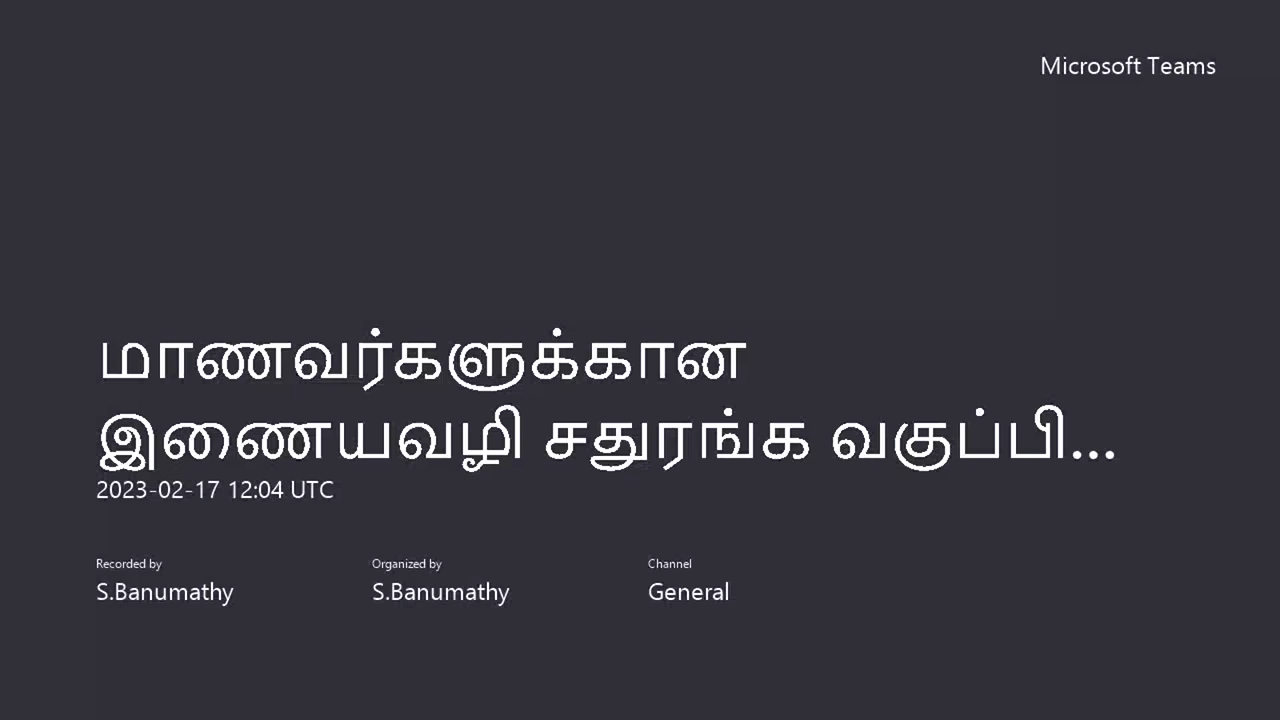 Microsoft Teams
மாணவர்களுக்கான
இணையவழி சதுரங்க வகுப்பி...
2023-02-17 12:04 UTC
Recorded by Organized by Channel
S.Banumathy S.Banumathy General